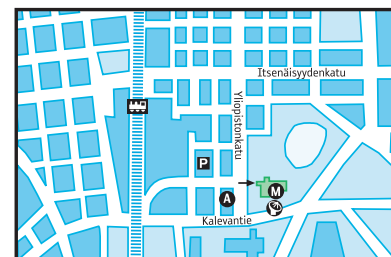 Itsenäisyydenkatu
Yliopistonkatu
P
M
A
Kalevantie